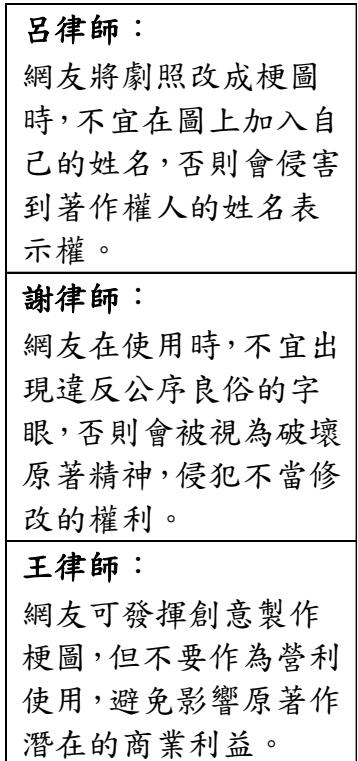 呂律師：
網友將劇照改成梗圖
時，不宜在圖上加入自
己的姓名，否則會侵害
到著作權人的姓名表
示權。
謝律師：
網友在使用時，不宜出
現違反公序良俗的字
眼，否則會被視為破壞
原著精神，侵犯不當修
改的權利。
王律師：
網友可發揮創意製作
梗圖，但不要作為營利
使用，避免影響原著作
潛在的商業利益。